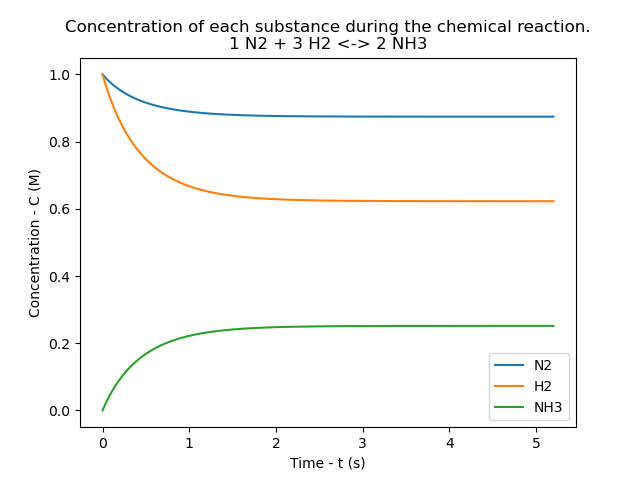 Concentration of each substance during the chemical reaction.
1 N2 + 3 H2 <-> 2 NH3
1.0
0.8
0.6
0.4
0.2
0.0
Concentration - C (M)
N2
H2
NH3
0 1 2 3 4 5
Time - t (s)